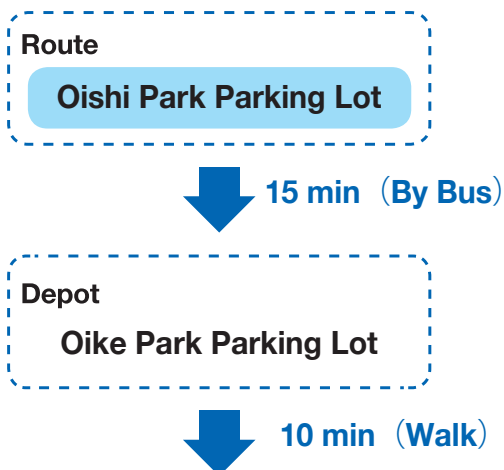 Route
Oishi Park Parking Lot
15 min（By Bus）
Depot
Oike Park Parking Lot
10 min（Walk）